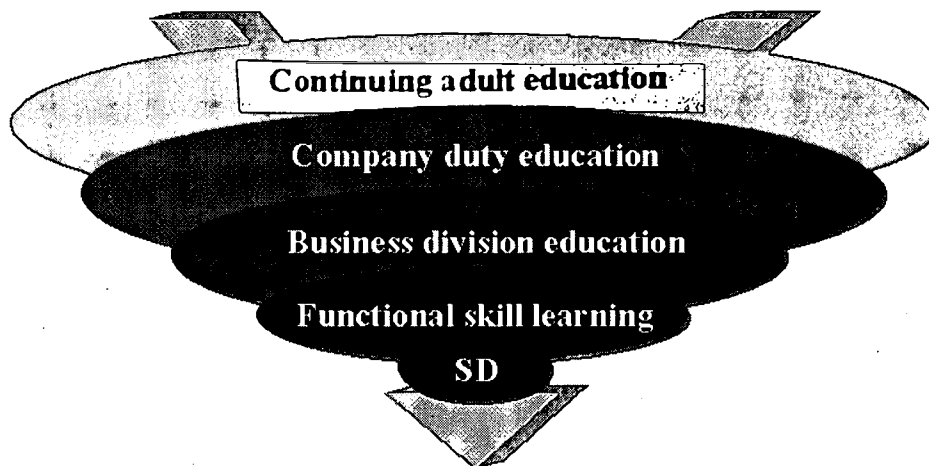 Continuing adult education
Company duty education
Business division education
Functional skill learning
SD